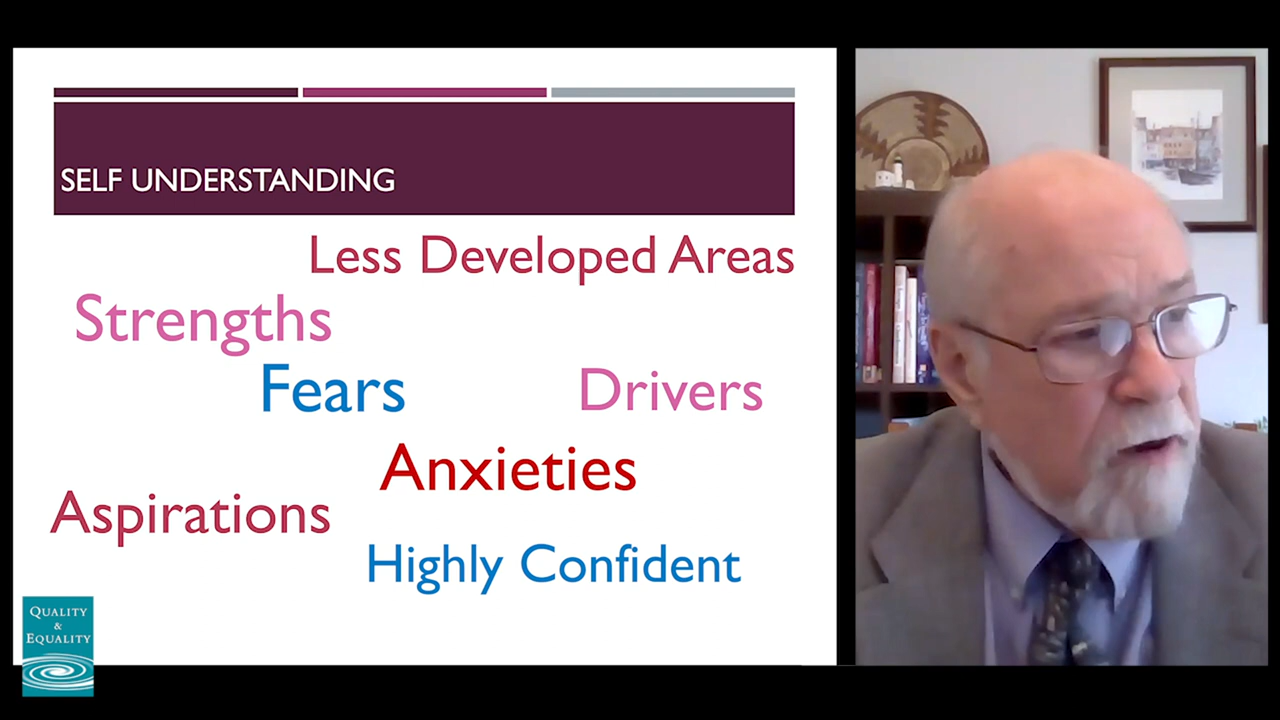 SELF UNDERSTANDING
Less Developed Areas
Strengths
Fears
Drivers
Anxieties
Aspirations
Highly Confident
QUALITY
&
EQUALITY